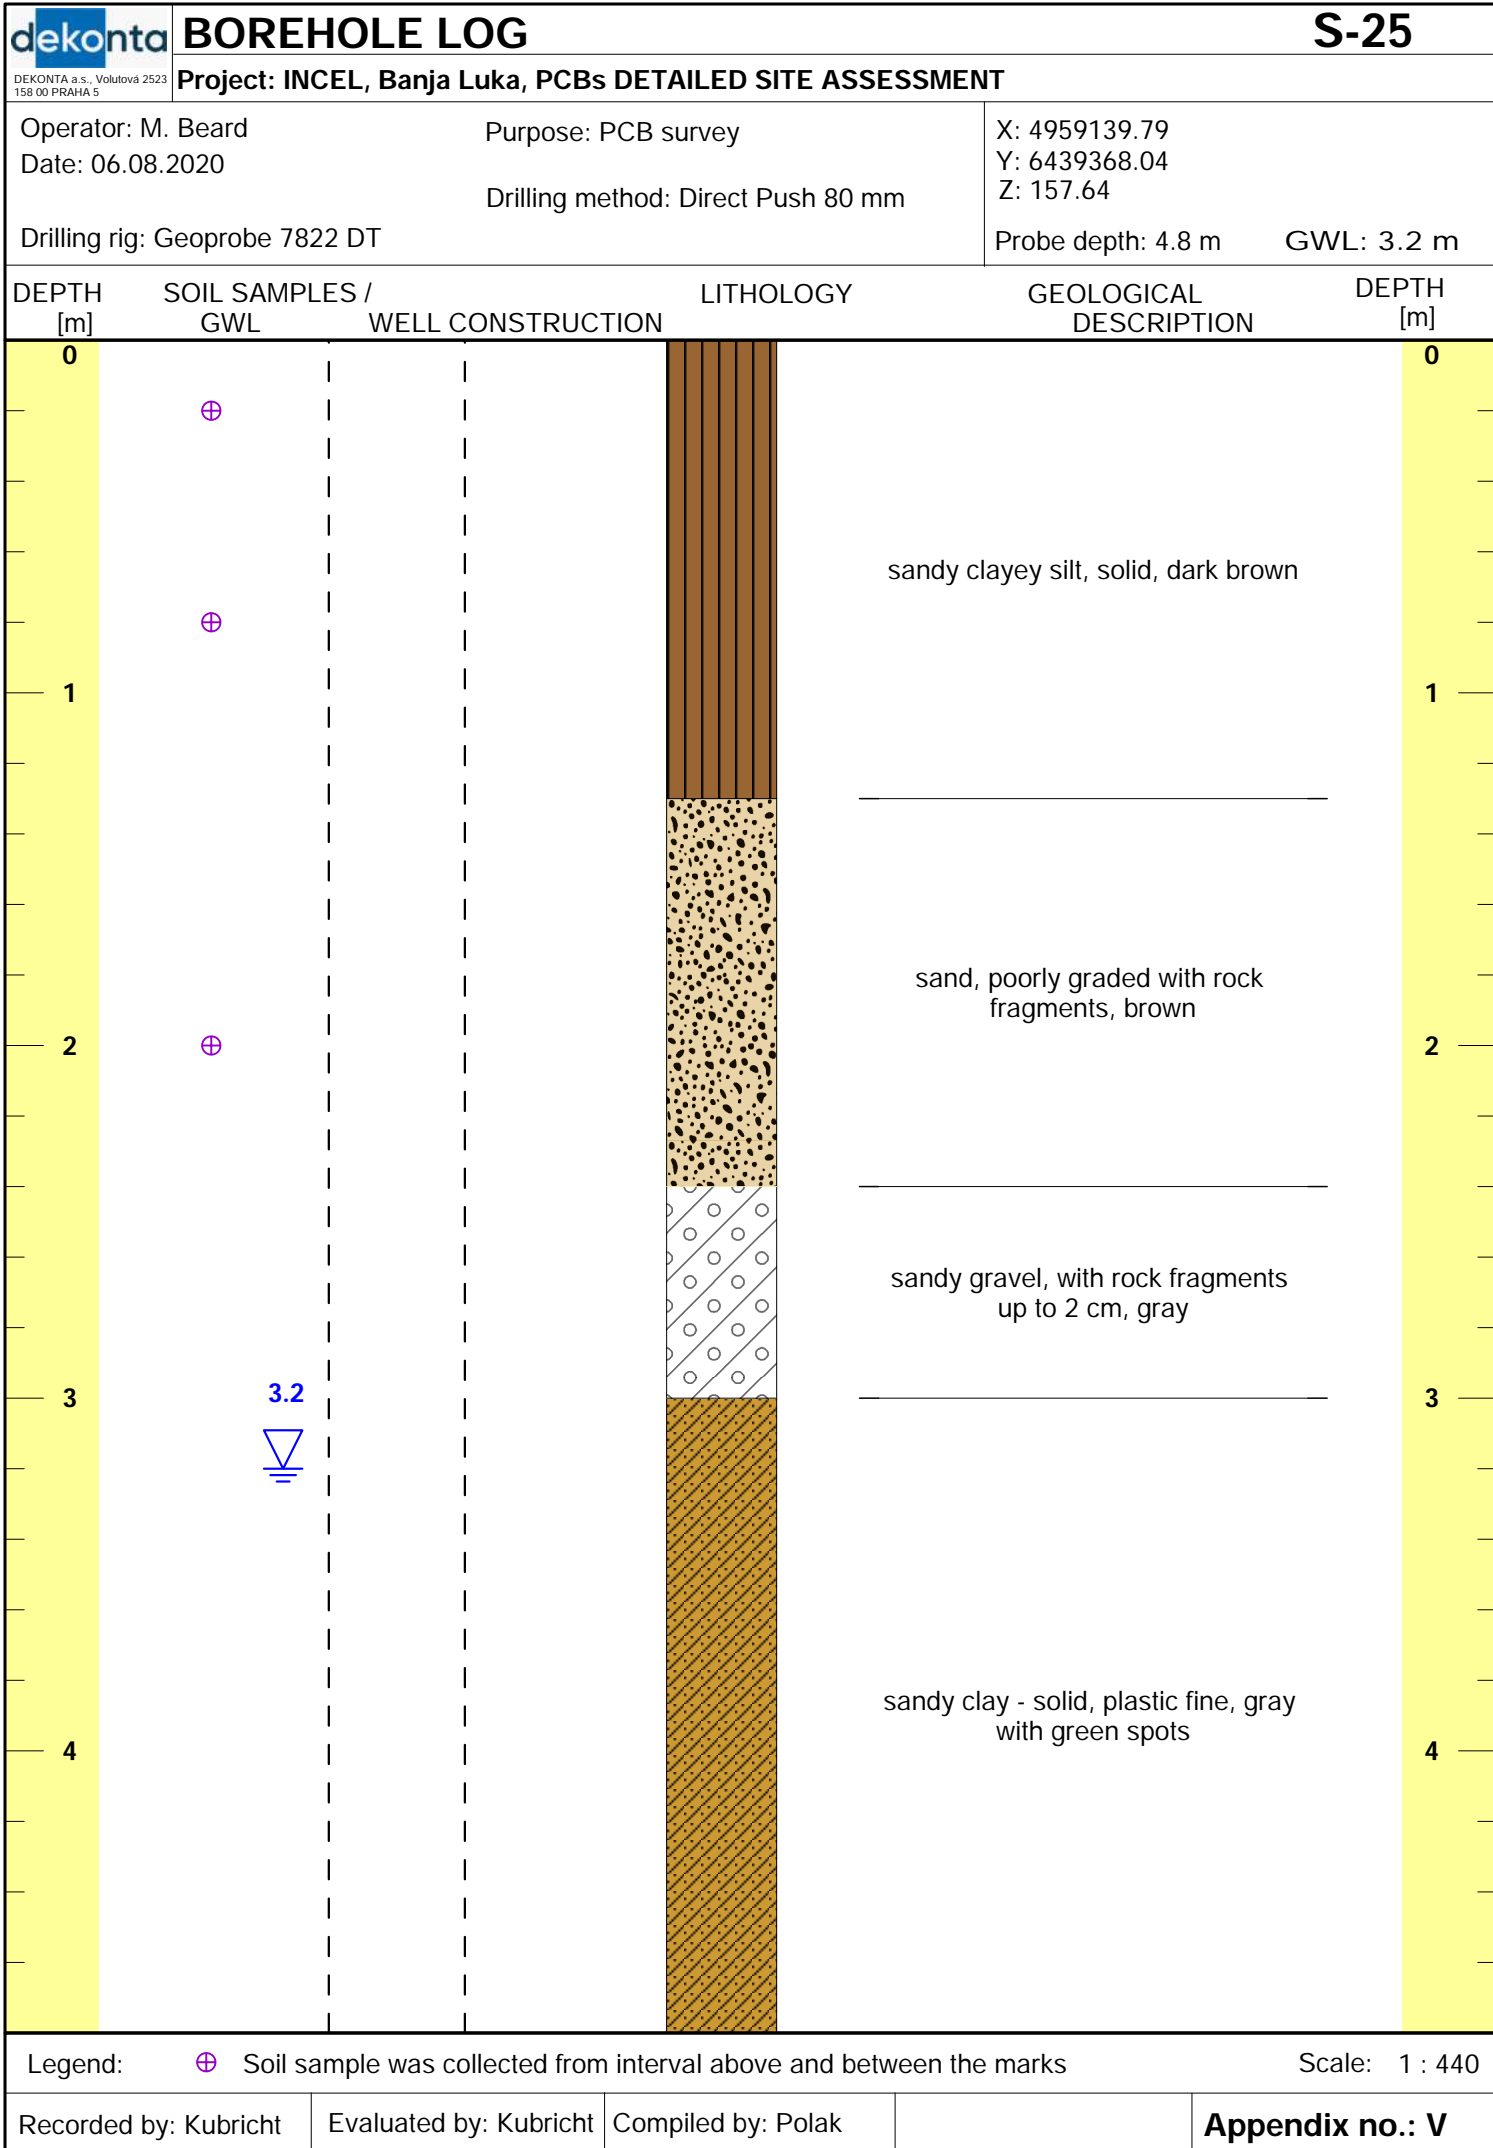 dekonta
DEKONTA a.s., Volutová 2523
158 00 PRAHA 5
BOREHOLE LOG
S-25
Project: INCEL, Banja Luka, PCBs DETAILED SITE ASSESSMENT
Operator: M. Beard
Date: 06.08.2020
Drilling rig: Geoprobe 7822 DT
Purpose: PCB survey
Drilling method: Direct Push 80 mm
X: 4959139.79
Y: 6439368.04
Z: 157.64
Probe depth: 4.8 m GWL: 3.2 m
DEPTH
[m]
SOIL SAMPLES /
GWL
WELL CONSTRUCTION
LITHOLOGY
GEOLOGICAL
DESCRIPTION
DEPTH
[m]
0 0
sandy clayey silt, solid, dark brown
1 1
sand, poorly graded with rock
fragments, brown
2 2
sandy gravel, with rock fragments
up to 2 cm, gray
3 3.2 3
sandy clay - solid, plastic fine, gray
with green spots
4 4
Legend: Soil sample was collected from interval above and between the marks
Scale: 1 : 440
Recorded by: Kubricht
Evaluated by: Kubricht
Compiled by: Polak
Appendix no.: V